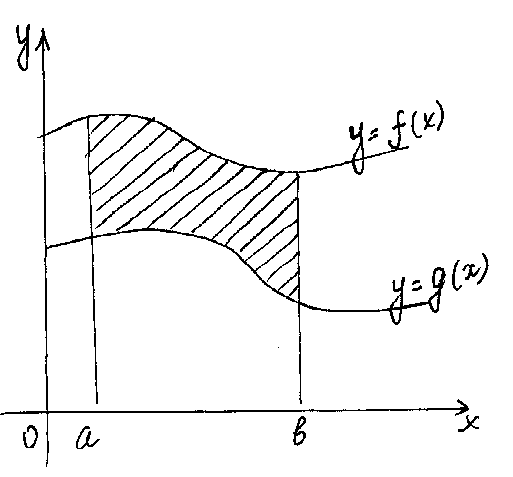 y
y = f(x)
y = g(x)
0 a b x